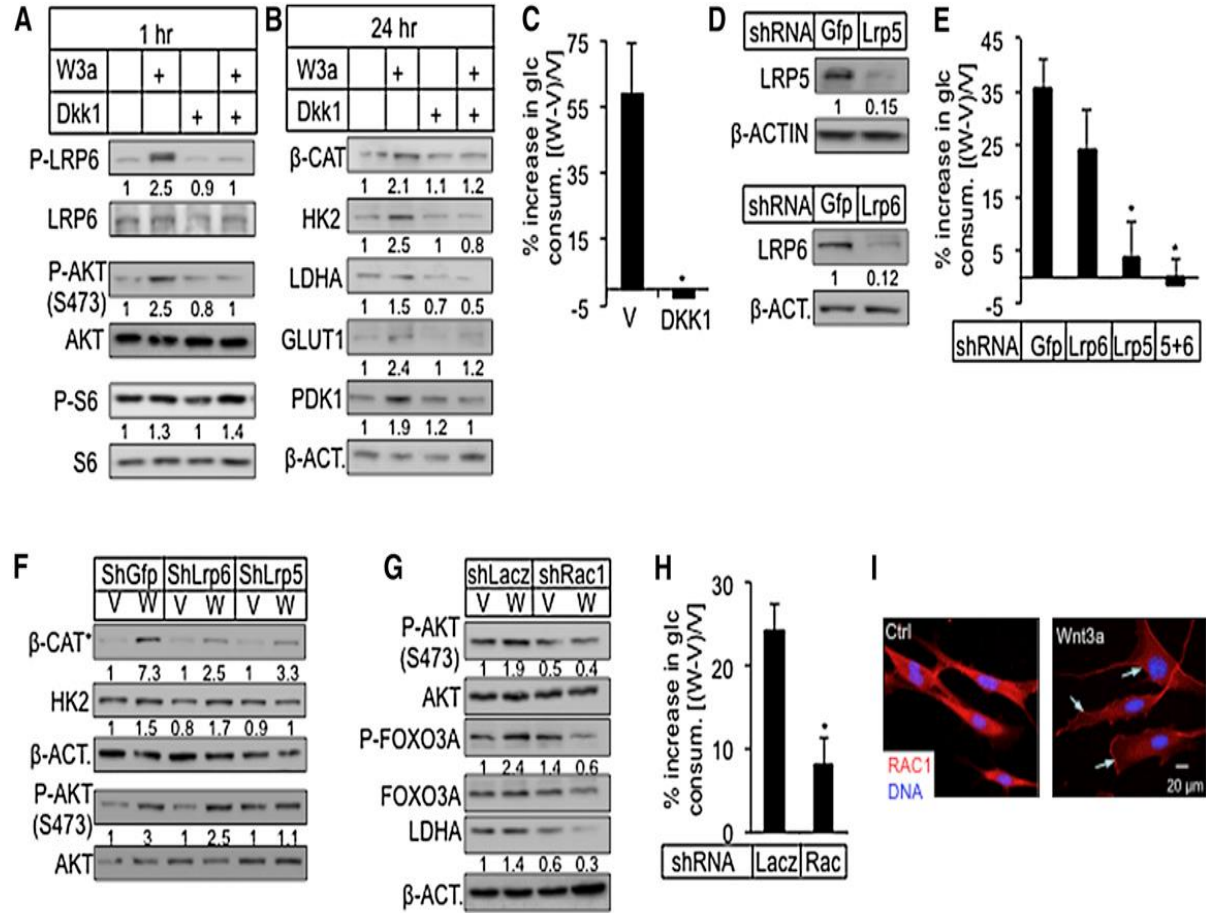 A
1 hr
W3a + +
Dkk1 + +
P-LRP6
1 2.5 0.9 1
LRP6
P-AKT
(S473)
1 2.5 0.8 1
AKT
P-S6
1 1.3 1 1.4
S6
B
24 hr
W3a + +
Dkk1 + +
β-CAT
1 2.1 1.1 1.2
HK2
1 2.5 1 0.8
LDHA
1 1.5 0.7 0.5
GLUT1
1 2.4 1 1.2
PDK1
1 1.9 1.2 1
β-ACT.
C
% increase in glc
consum. [(W-V)/V]
75
55
35
15
-5
*
V DKK1
D
shRNA Gfp Lrp5
LRP5
1 0.15
β-ACTIN
shRNA Gfp Lrp6
LRP6
1 0.12
β-ACT.
E
% increase in glc
consum. [(W-V)/V]
45
35
25
15
5
-5
* *
shRNA Gfp Lrp6 Lrp5 5+6
F
ShGfp ShLrp6 ShLrp5
V W V W V W
β-CAT*
1 7.3 1 2.5 1 3.3
HK2
1 1.5 0.8 1.7 0.9 1
β-ACT.
P-AKT
(S473)
1 3 1 2.5 1 1.1
AKT
G
shLacz shRac1
V W V W
P-AKT
(S473)
1 1.9 0.5 0.4
AKT
P-FOXO3A
1 2.4 1.4 0.6
FOXO3A
LDHA
1 1.4 0.6 0.3
β-ACT.
H
% increase in glc
consum. [(W-V)/V]
30
20
10
0
*
shRNA Lacz Rac
I
Ctrl
RAC1
DNA
Wnt3a
20 μm